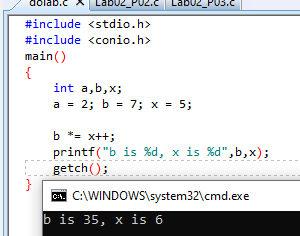 dolab.c Lab02_P02.c Lab02_P03.c
#include <stdio.h>
#include <conio.h>
main()
{
int a,b,x;
a = 2; b = 7; x = 5;
b *= x++;
printf("b is %d, x is %d",b,x);
getch();
}
C:\WINDOWS\system32\cmd.exe
b is 35, x is 6